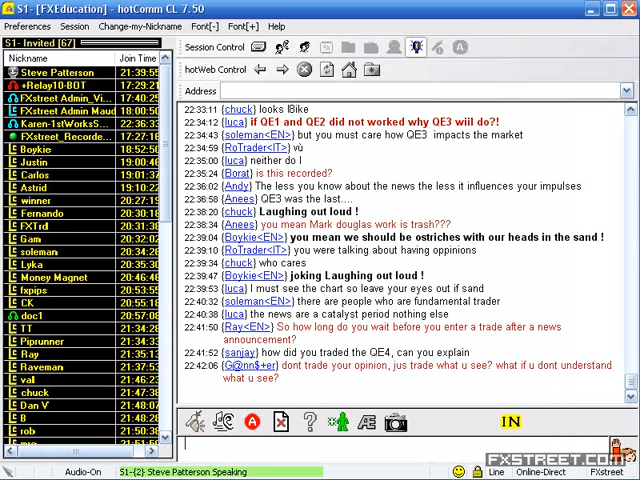 S1- [FXEducation] - hotComm CL 7.50
Preferences Session Change-my-Nickname Font[-] Font[+] Help
S1- Invited [67]
Nickname Join Time
Steve Patterson 21:39:55
+Relay10-BOT 17:29:21
FXstreet Admin_Vi... 17:40:25
FXstreet Admin Maud 18:00:50
Karen-1stWorksS... 22:36:33
FXstreet_Recorde... 17:27:16
Boykie 18:52:50
Justin 19:00:46
Carlos 19:01:37
Astrid 19:10:22
winner 20:27:19
Fernando 20:30:31
FXTrd 20:31:27
Gam 20:32:02
soleman 20:32:23
Lyka 20:36:23
Money Magnet 20:46:46
fxpips 20:53:52
CK 20:55:18
doc1 20:57:08
TT 21:34:28
Piprunner 21:34:32
Ray 21:35:11
Raveman 21:37:57
val 21:46:23
chuck 21:46:34
Dan V 21:48:07
B 21:48:28
rob 21:50:38
Session Control
hotWeb Control
Address
22:33:11 {chuck} looks l8ike
22:34:12 {luca} if QE1 and QE2 did not worked why QE3 wiil do?!
22:34:43 {soleman<EN>} but you must care how QE3 impacts the market
22:34:59 {RoTrader<IT>} vù
22:35:00 {luca} neither do I
22:35:24 {Borat} is this recorded?
22:36:02 {Andy} The less you know about the news the less it influences your impulses
22:36:58 {Anees} QE3 was the last....
22:38:20 {chuck} Laughing out loud !
22:38:34 {Anees} you mean Mark douglas work is trash???
22:39:04 {Boykie<EN>} you mean we should be ostriches with our heads in the sand !
22:39:10 {RoTrader<IT>} you were talking about having oppinions
22:39:34 {chuck} who cares
22:39:47 {Boykie<EN>} joking Laughing out loud !
22:39:53 {luca} I must see the chart so leave your eyes out if sand
22:40:32 {soleman<EN>} there are people who are fundamental trader
22:40:38 {luca} the news are a catalyst period nothing else
22:41:50 {Ray<EN>} So how long do you wait before you enter a trade after a news
announcement?
22:41:52 {sanjay} how did you traded the QE4, can you explain
22:42:06 {G@nn$+er} dont trade your opinion, jus trade what u see? what if u dont understand
what u see?
IN
Audio-On S1-{2} Steve Patterson Speaking Line Online-Direct FXstreet
FXSTREET.COM